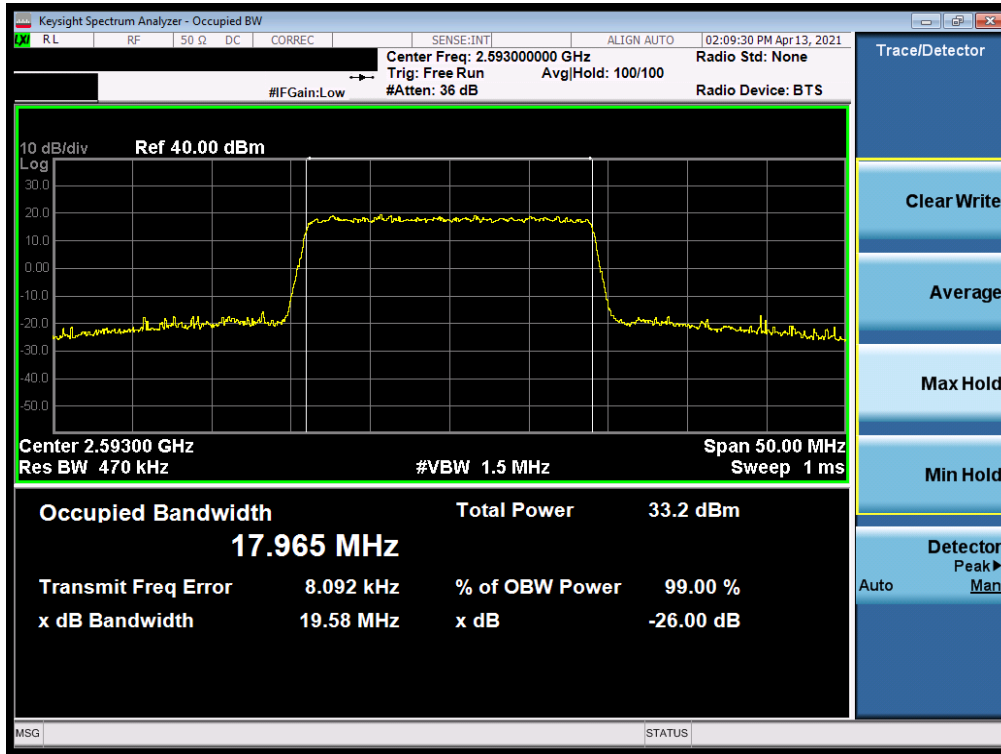 Keysight Spectrum Analyzer - Occupied BW
LXI RL RF 50 Ω DC CORREC SENSE:INT ALIGN AUTO 02:09:30 PM Apr 13, 2021
Center Freq: 2.593000000 GHz Radio Std: None
Trig: Free Run Avg|Hold: 100/100
#IFGain:Low #Atten: 36 dB Radio Device: BTS
10 dB/div Ref 40.00 dBm
Log
30.0
20.0
10.0
0.00
-10.0
-20.0
-30.0
-40.0
-50.0
Center 2.59300 GHz Span 50.00 MHz
Res BW 470 kHz #VBW 1.5 MHz Sweep 1 ms
Occupied Bandwidth Total Power 33.2 dBm
17.965 MHz
Transmit Freq Error 8.092 kHz % of OBW Power 99.00 %
x dB Bandwidth 19.58 MHz x dB -26.00 dB
MSG STATUS
Trace/Detector
Clear Write
Average
Max Hold
Min Hold
Detector
Peak▶
Auto Man